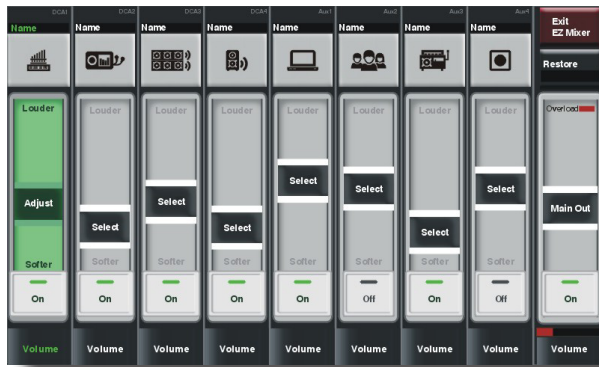 DCA1 DCA2 DCA3 DCA4 Aux1 Aux2 Aux3 Aux4 Exit
EZ Mixer
Name Name Name Name Name Name Name Name
Restore
Louder Louder Louder Louder Louder Louder Louder Louder Overload
Select
Select Select
Adjust Select Main Out
Select Select Select
Softer Softer Softer Softer Softer Softer Softer Softer
On On On On On Off On Off On
Volume Volume Volume Volume Volume Volume Volume Volume Volume